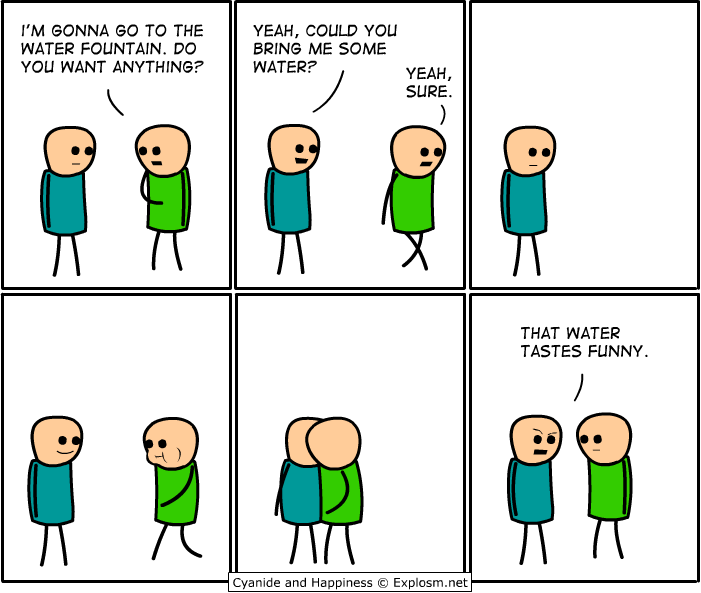 I'M GONNA GO TO THE
WATER FOUNTAIN. DO
YOU WANT ANYTHING?
YEAH, COULD YOU
BRING ME SOME
WATER?
YEAH,
SURE.
THAT WATER
TASTES FUNNY.
Cyanide and Happiness © Explosm.net